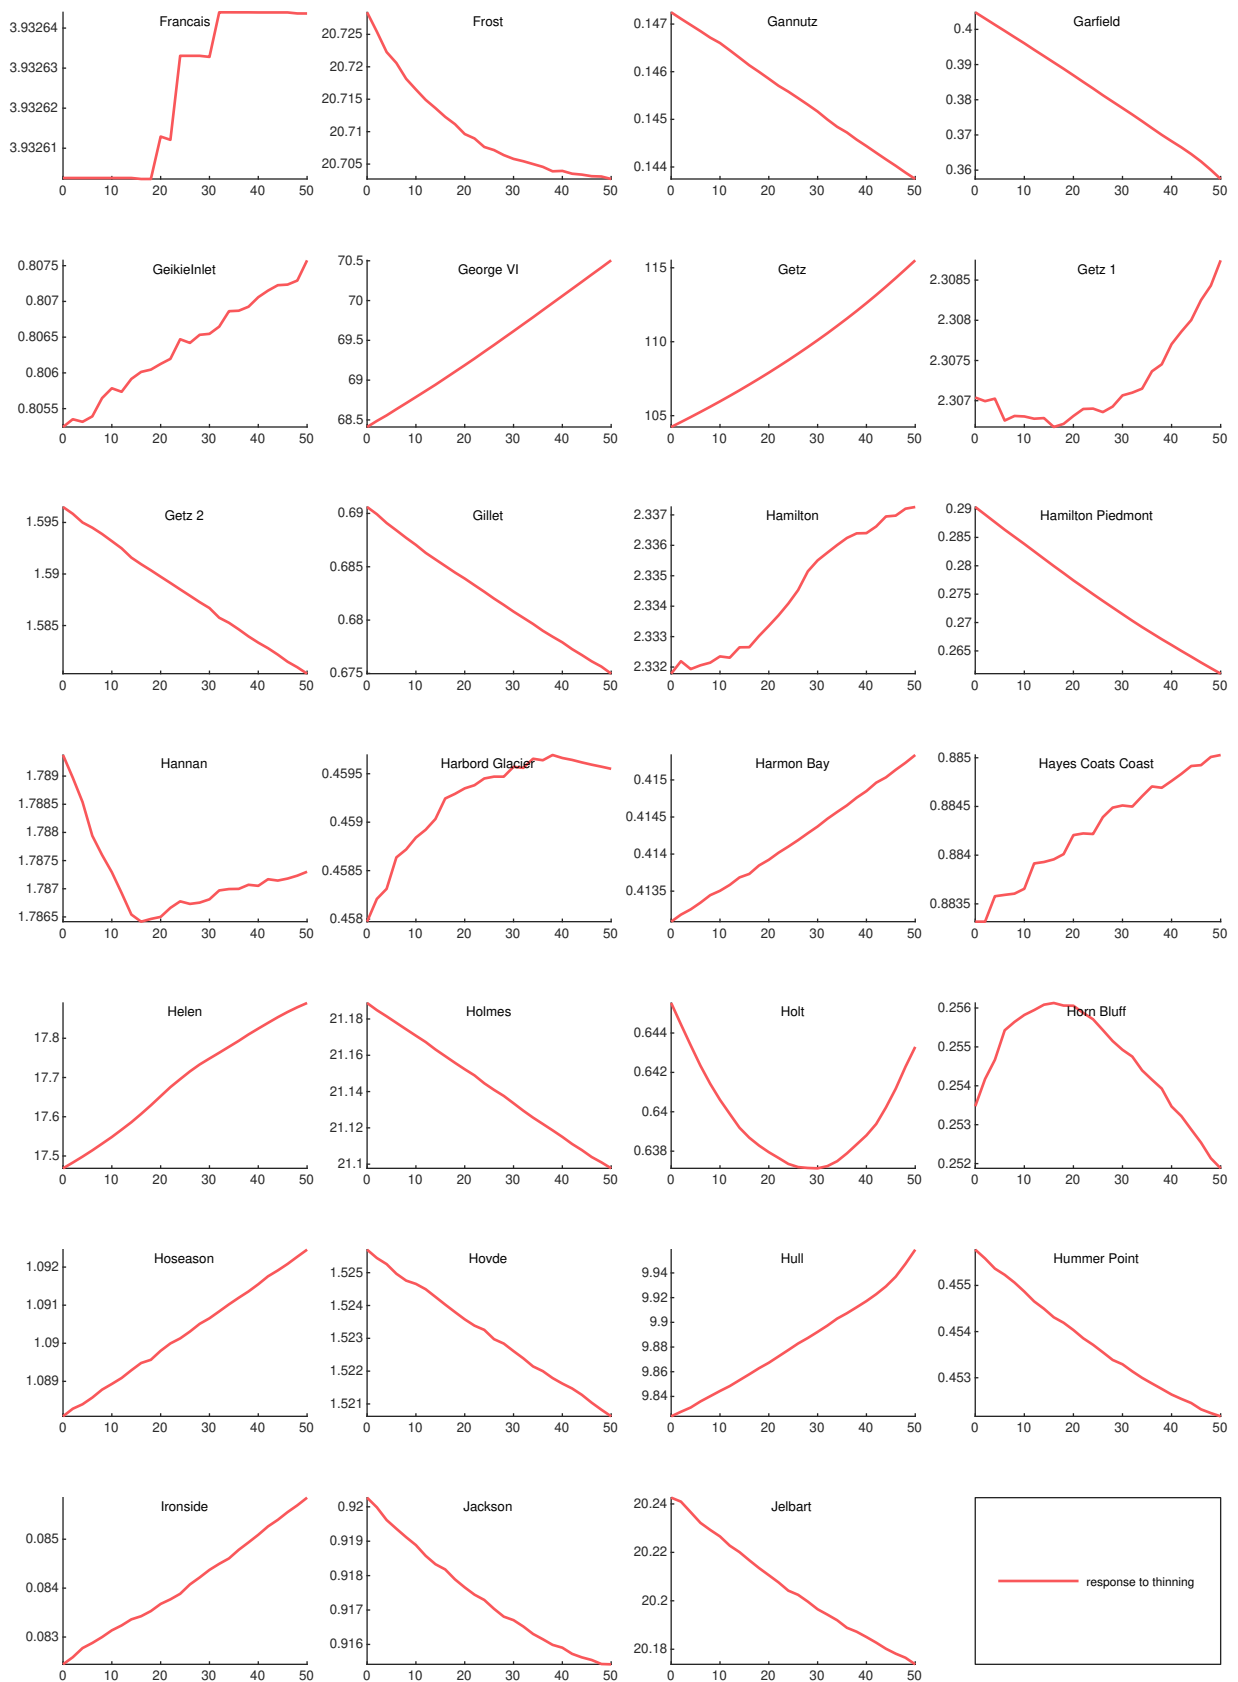 Francais
3.93264
3.93263
3.93262
3.93261
0 10 20 30 40 50
Frost
20.725
20.72
20.715
20.71
20.705
0 10 20 30 40 50
Gannutz
0.147
0.146
0.145
0.144
0 10 20 30 40 50
Garfield
0.4
0.39
0.38
0.37
0.36
0 10 20 30 40 50
GeikieInlet
0.8075
0.807
0.8065
0.806
0.8055
0 10 20 30 40 50
George VI
70.5
70
69.5
69
68.5
0 10 20 30 40 50
Getz
115
110
105
0 10 20 30 40 50
Getz 1
2.3085
2.308
2.3075
2.307
0 10 20 30 40 50
Getz 2
1.595
1.59
1.585
0 10 20 30 40 50
Gillet
0.69
0.685
0.68
0.675
0 10 20 30 40 50
Hamilton
2.337
2.336
2.335
2.334
2.333
2.332
0 10 20 30 40 50
Hamilton Piedmont
0.29
0.285
0.28
0.275
0.27
0.265
0 10 20 30 40 50
Hannan
1.789
1.7885
1.788
1.7875
1.787
1.7865
0 10 20 30 40 50
Harbord Glacier
0.4595
0.459
0.4585
0.458
0 10 20 30 40 50
Harmon Bay
0.415
0.4145
0.414
0.4135
0 10 20 30 40 50
Hayes Coats Coast
0.885
0.8845
0.884
0.8835
0 10 20 30 40 50
Helen
17.8
17.7
17.6
17.5
0 10 20 30 40 50
Holmes
21.18
21.16
21.14
21.12
21.1
0 10 20 30 40 50
Holt
0.644
0.642
0.64
0.638
0 10 20 30 40 50
Horn Bluff
0.256
0.255
0.254
0.253
0.252
0 10 20 30 40 50
Hoseason
1.092
1.091
1.09
1.089
0 10 20 30 40 50
Hovde
1.525
1.524
1.523
1.522
1.521
0 10 20 30 40 50
Hull
9.94
9.92
9.9
9.88
9.86
9.84
0 10 20 30 40 50
Hummer Point
0.455
0.454
0.453
0 10 20 30 40 50
Ironside
0.085
0.084
0.083
0 10 20 30 40 50
Jackson
0.92
0.919
0.918
0.917
0.916
0 10 20 30 40 50
Jelbart
20.24
20.22
20.2
20.18
0 10 20 30 40 50
response to thinning